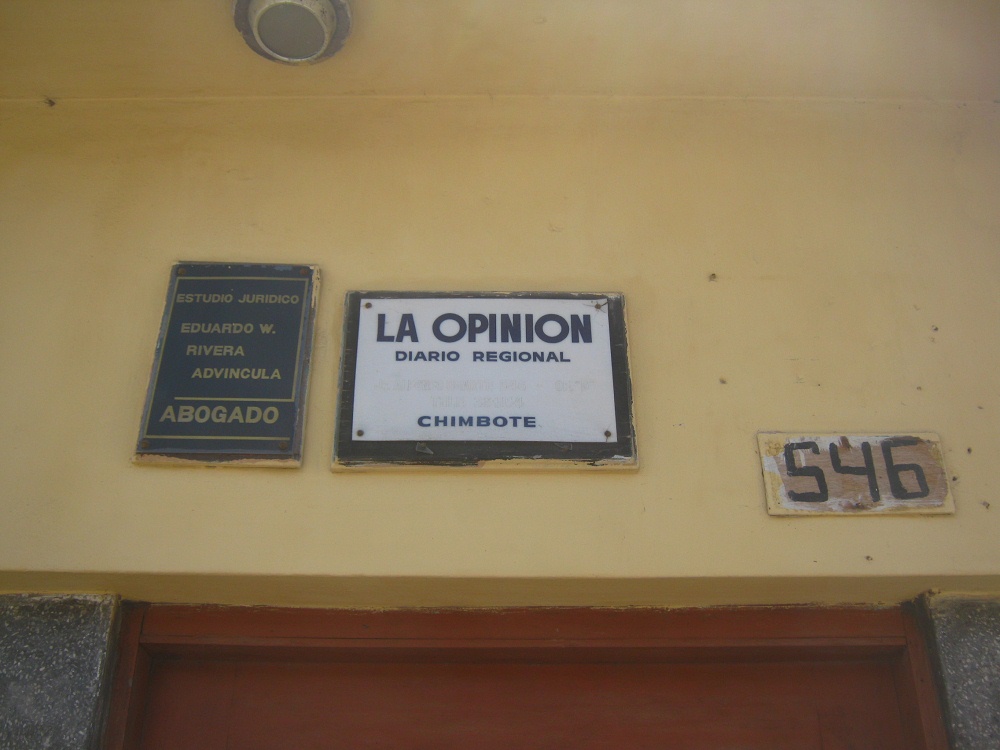 ESTUDIO JURIDICO
EDUARDO W.
RIVERA
ADVINCULA
ABOGADO
LA OPINION
DIARIO REGIONAL
CHIMBOTE
546